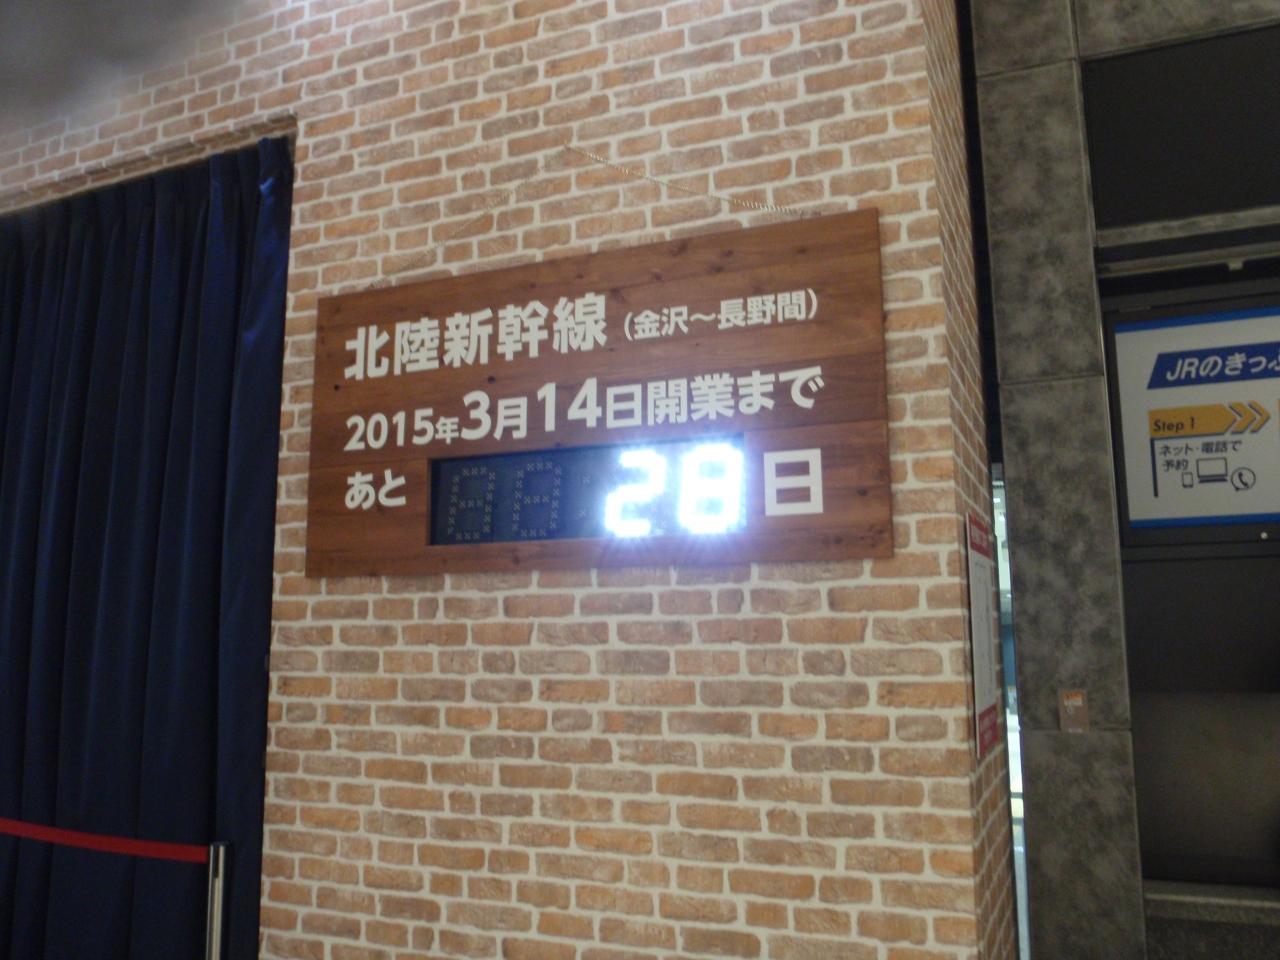 北陸新幹線（金沢～長野間）
2015年3月14日開業まで
あと 28日
JRのきっぷ
Step 1
ネット・電話で
予約